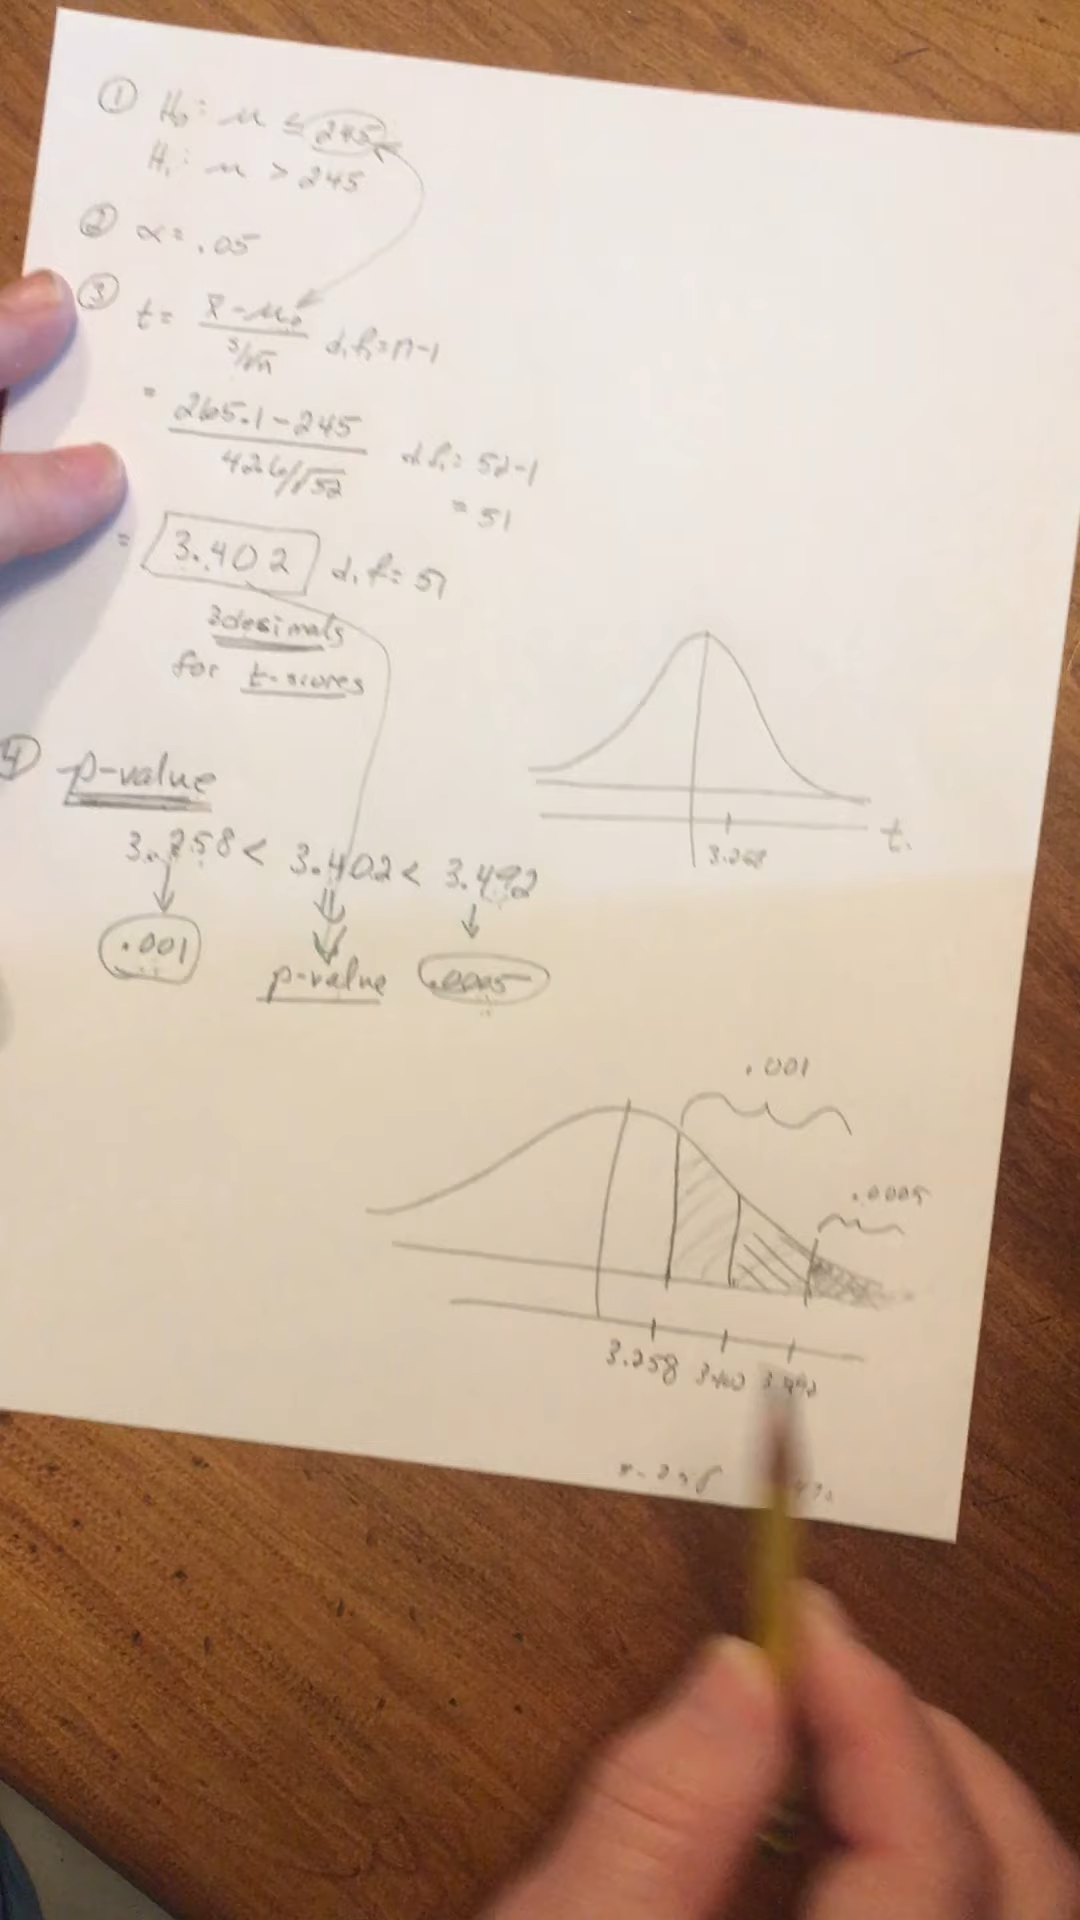 ① H₀: μ ≤ 245
H₁: μ > 245
② α = .05
③ t = x̄ - μ₀ / s/√n d.f. = n-1
= 265.1 - 245 / 42.6/√52 d.f. = 52-1
= 51
= 3.402 d.f. = 51
3desimals
for t-scores
④ p-value
3.258 < 3.402 < 3.492
.001 p-value .0005
t.
3.258
.001
.0005
3.258 3.402 3.492